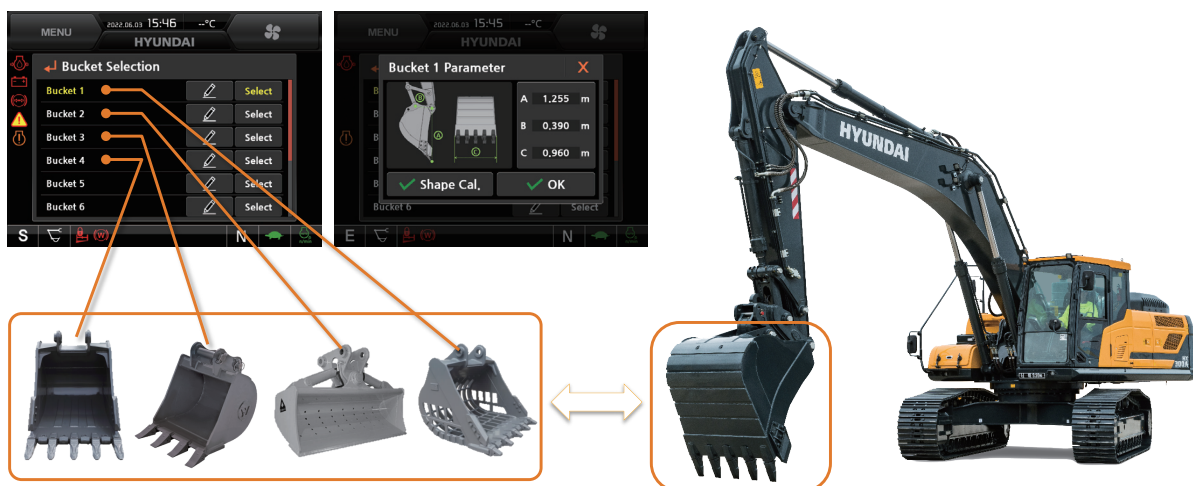 2022.06.03 15:46 --°C
MENU
HYUNDAI
Bucket Selection
Bucket 1 Select
Bucket 2 Select
Bucket 3 Select
Bucket 4 Select
Bucket 5 Select
Bucket 6 Select
S N
2022.06.03 15:45 --°C
MENU
HYUNDAI
Bucket 1 Parameter X
A 1.255 m
B 0.390 m
C 0.960 m
Shape Cal. OK
Bucket 6 Select
E N
HYUNDAI